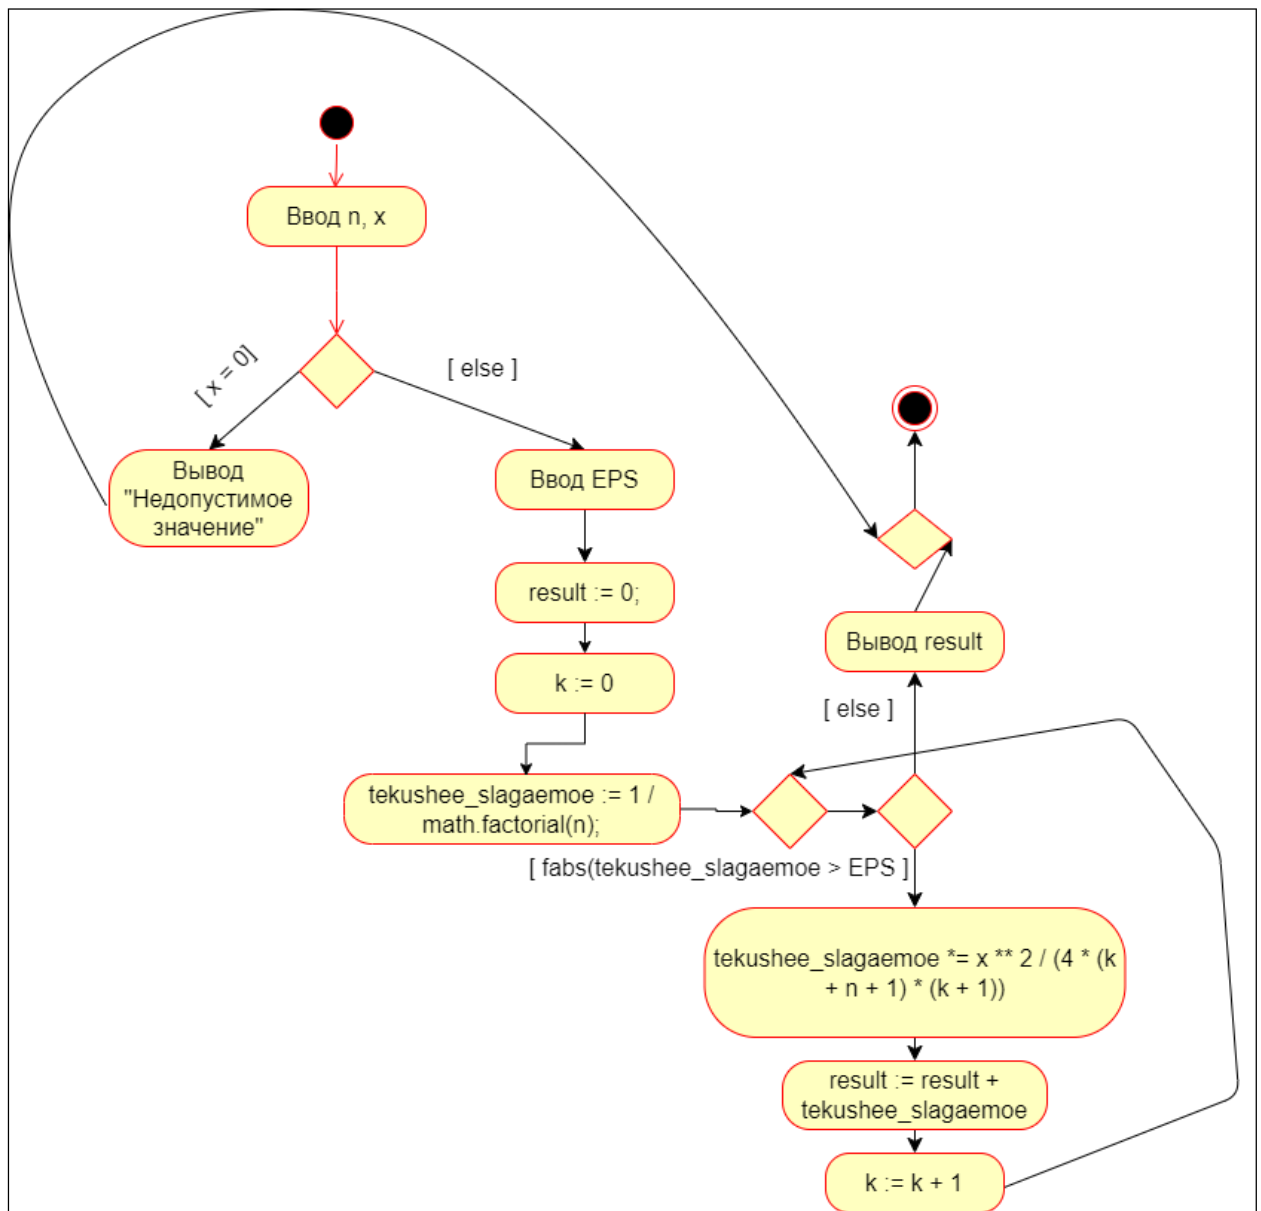 Ввод n, x
[ x = 0]
[ else ]
Вывод
"Недопустимое
значение"
Ввод EPS
result := 0;
k := 0
Вывод result
[ else ]
tekushee_slagaemoe := 1 /
math.factorial(n);
[ fabs(tekushee_slagaemoe > EPS ]
tekushee_slagaemoe *= x ** 2 / (4 * (k
+ n + 1) * (k + 1))
result := result +
tekushee_slagaemoe
k := k + 1